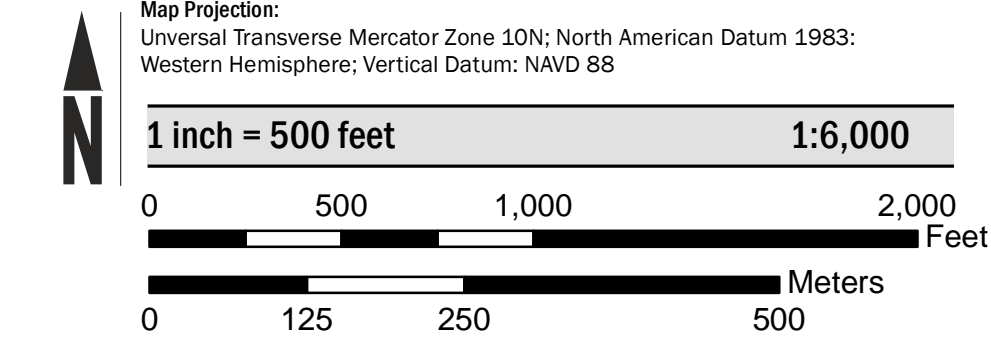 Map Projection:
Unversal Transverse Mercator Zone 10N; North American Datum 1983:
Western Hemisphere; Vertical Datum: NAVD 88
N
1 inch = 500 feet 1:6,000
0 500 1,000 2,000
Feet
Meters
0 125 250 500